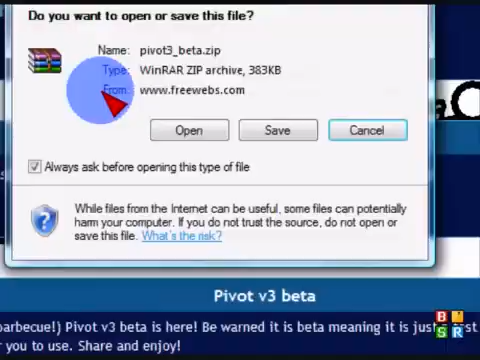 Do you want to open or save this file?
Name: pivot3_beta.zip
Type: WinRAR ZIP archive, 383KB
From: www.freewebs.com
Open Save Cancel
Always ask before opening this type of file
While files from the Internet can be useful, some files can potentially
harm your computer. If you do not trust the source, do not open or
save this file. What's the risk?
Pivot v3 beta
barbecue!) Pivot v3 beta is here! Be warned it is beta meaning it is just
you to use. Share and enjoy!